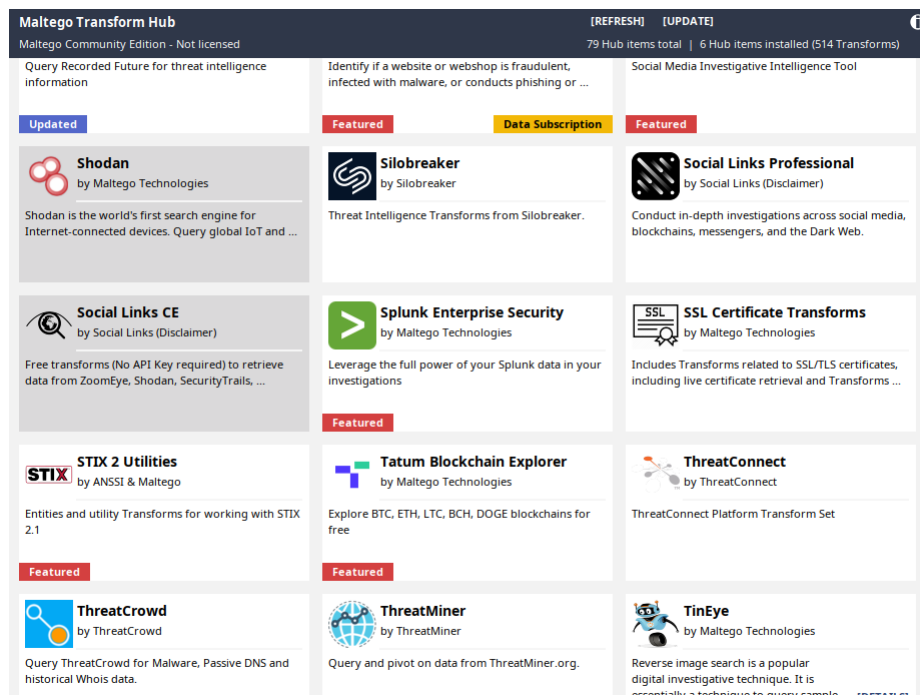 Maltego Transform Hub
[REFRESH] [UPDATE]
Maltego Community Edition - Not licensed
79 Hub items total | 6 Hub items installed (514 Transforms)
Query Recorded Future for threat intelligence
information
Updated
Identify if a website or webshop is fraudulent,
infected with malware, or conducts phishing or ...
Featured
Data Subscription
Social Media Investigative Intelligence Tool
Featured
Shodan
by Maltego Technologies
Shodan is the world's first search engine for
Internet-connected devices. Query global IoT and ...
Silobreaker
by Silobreaker
Threat Intelligence Transforms from Silobreaker.
Social Links Professional
by Social Links (Disclaimer)
Conduct in-depth investigations across social media,
blockchains, messengers, and the Dark Web.
Social Links CE
by Social Links (Disclaimer)
Free transforms (No API Key required) to retrieve
data from ZoomEye, Shodan, SecurityTrails, ...
Splunk Enterprise Security
by Maltego Technologies
Leverage the full power of your Splunk data in your
investigations
Featured
SSL
SSL Certificate Transforms
by Maltego Technologies
Includes Transforms related to SSL/TLS certificates,
including live certificate retrieval and Transforms ...
STIX
STIX 2 Utilities
by ANSSI & Maltego
Entities and utility Transforms for working with STIX
2.1
Featured
Tatum Blockchain Explorer
by Maltego Technologies
Explore BTC, ETH, LTC, BCH, DOGE blockchains for
free
Featured
ThreatConnect
by ThreatConnect
ThreatConnect Platform Transform Set
ThreatCrowd
by ThreatCrowd
Query ThreatCrowd for Malware, Passive DNS and
historical Whois data.
ThreatMiner
by ThreatMiner
Query and pivot on data from ThreatMiner.org.
TinEye
by Maltego Technologies
Reverse image search is a popular
digital investigative technique. It is
essentially a technique to query sample [DETAILS]